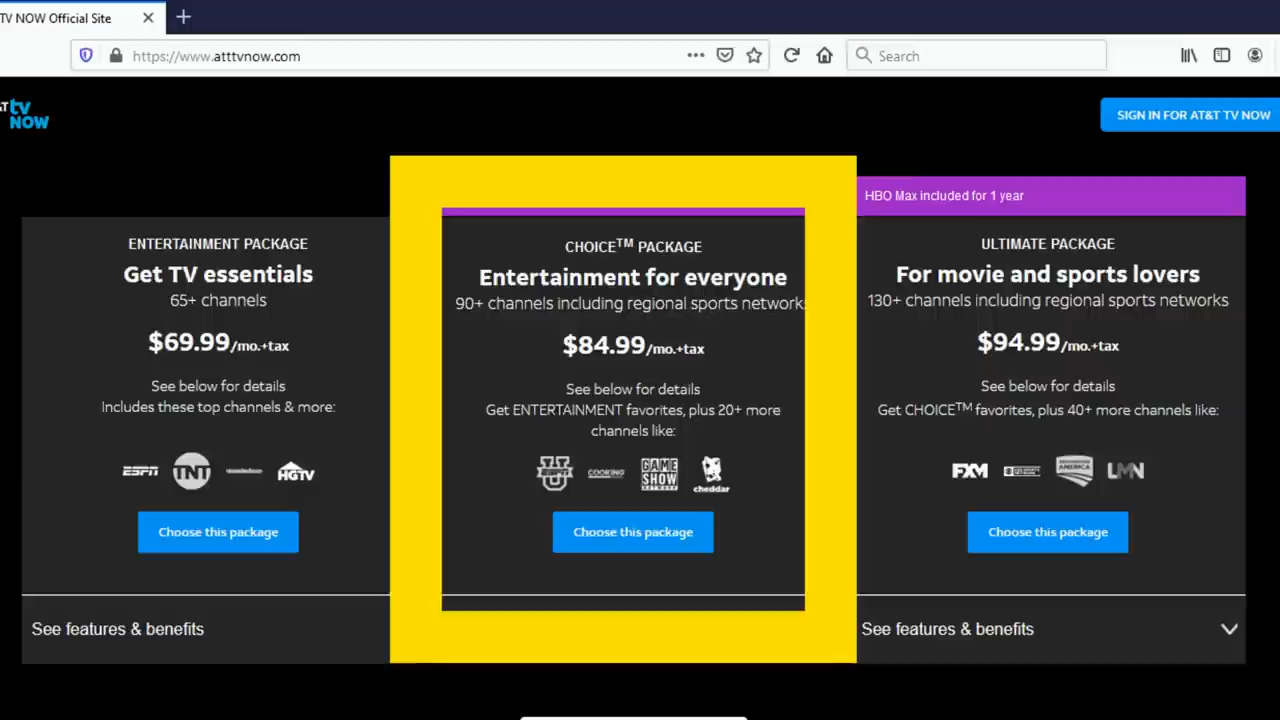 TV NOW Official Site
https://www.atttvnow.com
Search
tv
NOW
SIGN IN FOR AT&T TV NOW
ENTERTAINMENT PACKAGE
Get TV essentials
65+ channels
$69.99/mo.+tax
See below for details
Includes these top channels & more:
ESPN
TNT
HGTV
Choose this package
See features & benefits
CHOICE™ PACKAGE
Entertainment for everyone
90+ channels including regional sports networks
$84.99/mo.+tax
See below for details
Get ENTERTAINMENT favorites, plus 20+ more
channels like:
U
COOKING
GAME
SHOW
NETWORK
cheddar
Choose this package
HBO Max included for 1 year
ULTIMATE PACKAGE
For movie and sports lovers
130+ channels including regional sports networks
$94.99/mo.+tax
See below for details
Get CHOICE™ favorites, plus 40+ more channels like:
FXM
AMERICA
LMN
Choose this package
See features & benefits